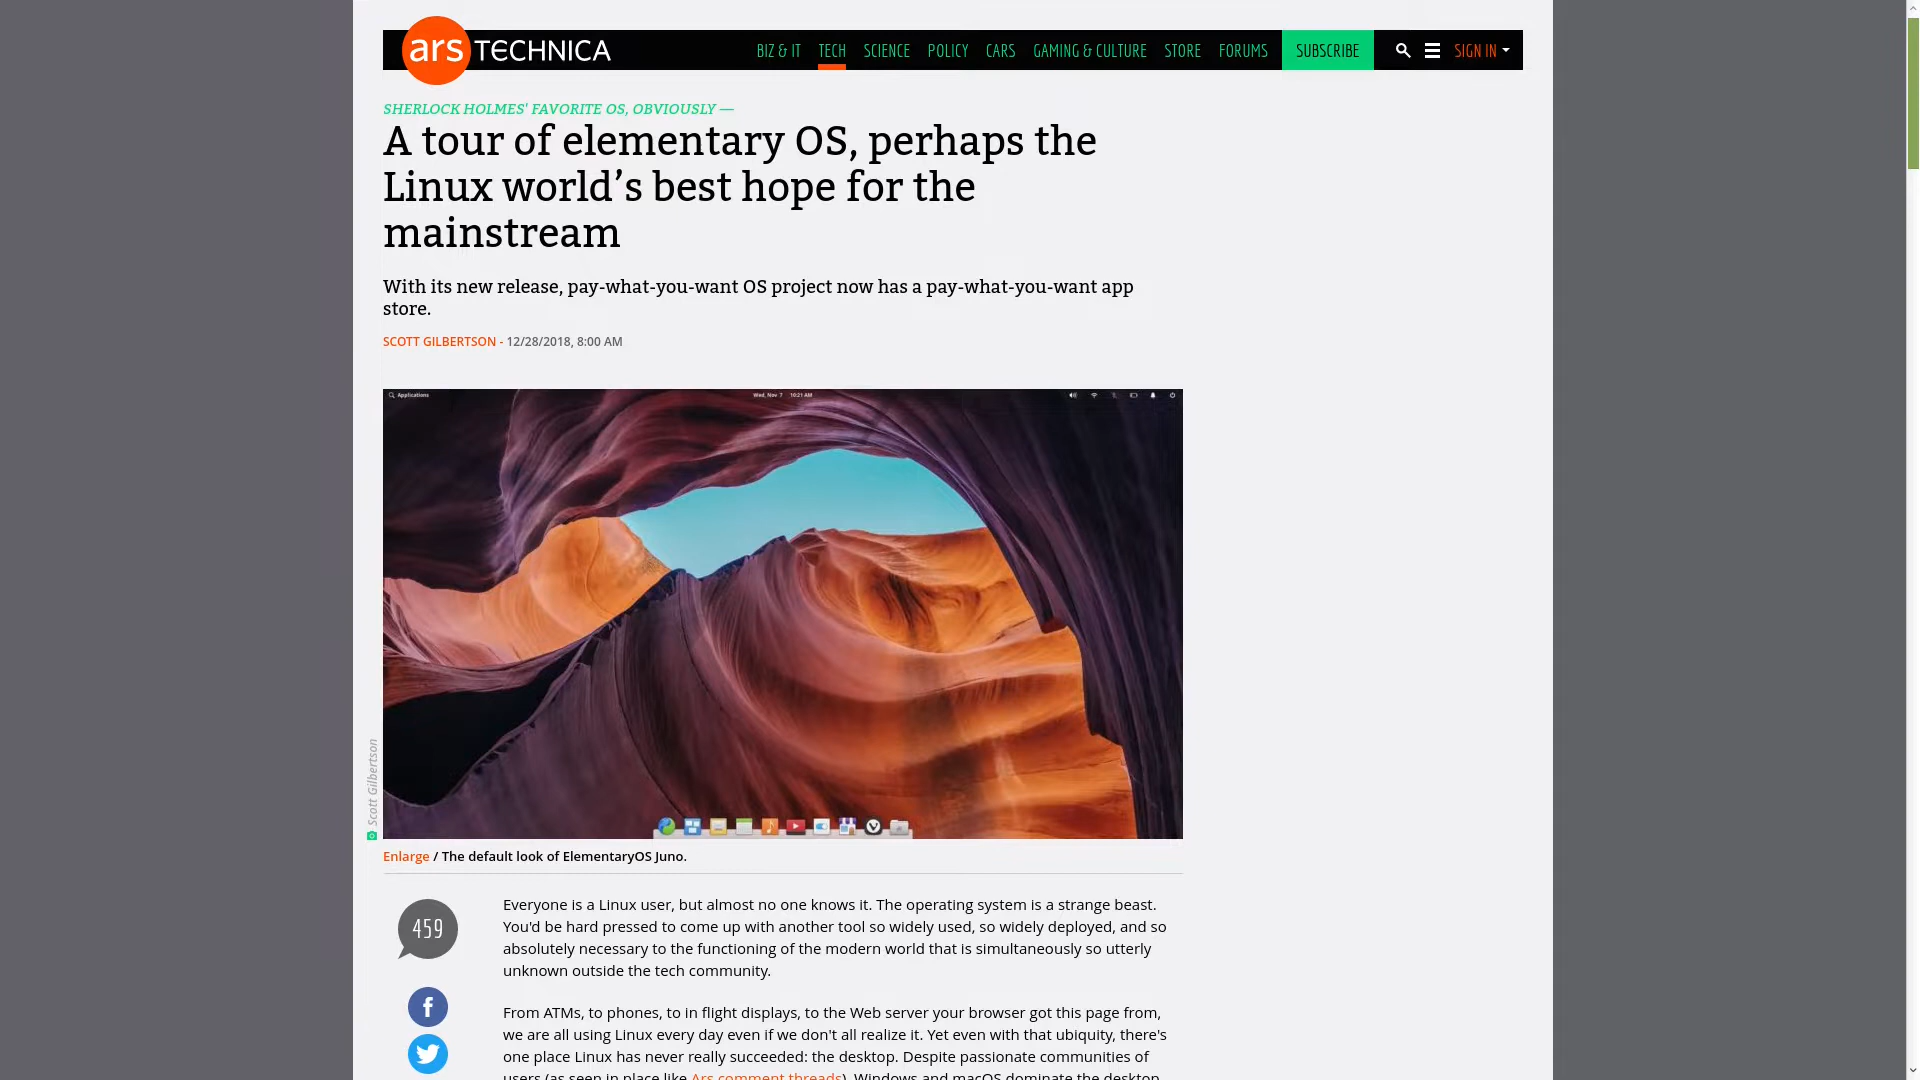 ars TECHNICA
BIZ & IT TECH SCIENCE POLICY CARS GAMING & CULTURE STORE FORUMS SUBSCRIBE SIGN IN
SHERLOCK HOLMES' FAVORITE OS, OBVIOUSLY —
A tour of elementary OS, perhaps the
Linux world’s best hope for the
mainstream
With its new release, pay-what-you-want OS project now has a pay-what-you-want app
store.
SCOTT GILBERTSON - 12/28/2018, 8:00 AM
Applications Wed, Nov 7 10:21 AM
Scott Gilbertson
Enlarge / The default look of ElementaryOS Juno.
459
Everyone is a Linux user, but almost no one knows it. The operating system is a strange beast.
You'd be hard pressed to come up with another tool so widely used, so widely deployed, and so
absolutely necessary to the functioning of the modern world that is simultaneously so utterly
unknown outside the tech community.
From ATMs, to phones, to in flight displays, to the Web server your browser got this page from,
we are all using Linux every day even if we don't all realize it. Yet even with that ubiquity, there's
one place Linux has never really succeeded: the desktop. Despite passionate communities of
users (as seen in place like Ars comment threads), Windows and macOS dominate the desktop